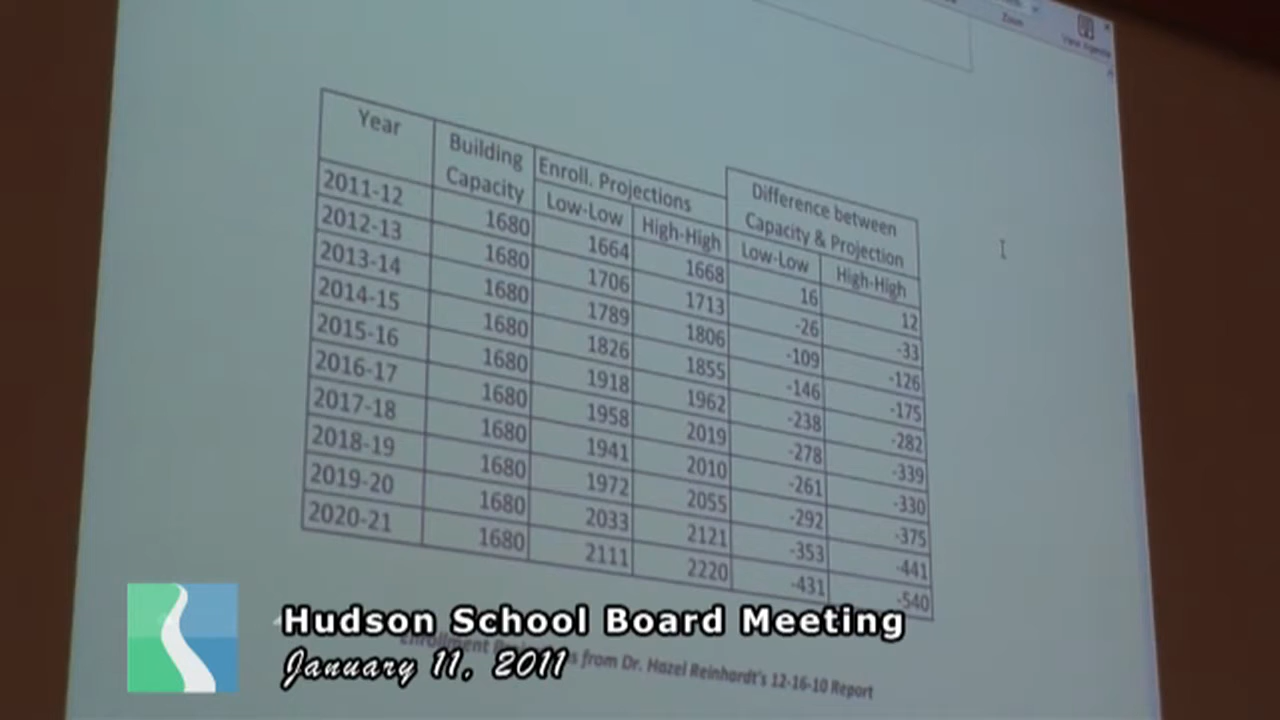 Zoom
Year Building Capacity Enroll. Projections Difference between Capacity & Projection
Low-Low High-High Low-Low High-High
2011-12 1680 1664 1668 16 12
2012-13 1680 1706 1713 -26 -33
2013-14 1680 1789 1806 -109 -126
2014-15 1680 1826 1855 -146 -175
2015-16 1680 1918 1962 -238 -282
2016-17 1680 1958 2019 -278 -339
2017-18 1680 1941 2010 -261 -330
2018-19 1680 1972 2055 -292 -375
2019-20 1680 2033 2121 -353 -441
2020-21 1680 2111 2220 -431 -540
Hudson School Board Meeting
January 11, 2011
from Dr. Hazel Reinhardt's 12-16-10 Report